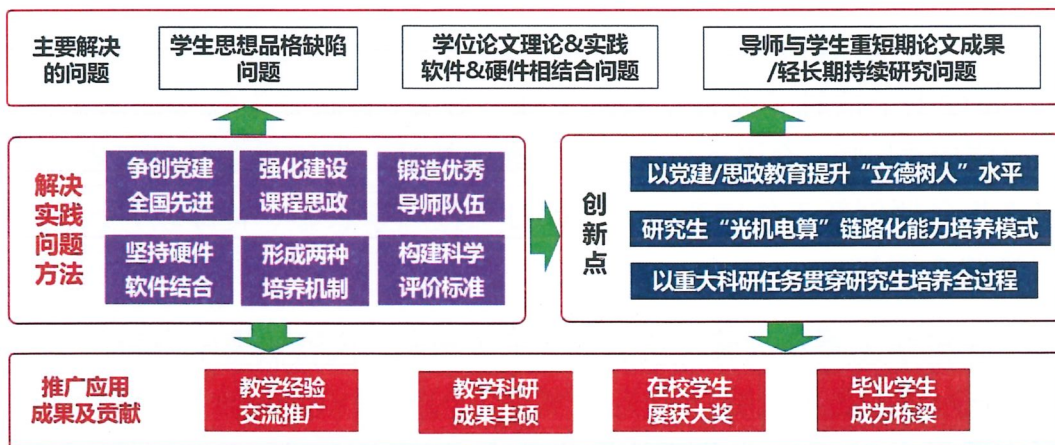 主要解决
的问题
学生思想品格缺陷
问题
学位论文理论&实践
软件&硬件相结合问题
导师与学生重短期论文成果
/轻长期持续研究问题
解决
实践
问题
方法
争创党建
全国先进
强化建设
课程思政
锻造优秀
导师队伍
坚持硬件
软件结合
形成两种
培养机制
构建科学
评价标准
创
新
点
以党建/思政教育提升“立德树人”水平
研究生“光机电算”链路化能力培养模式
以重大科研任务贯穿研究生培养全过程
推广应用
成果及贡献
教学经验
交流推广
教学科研
成果丰硕
在校学生
屡获大奖
毕业学生
成为栋梁